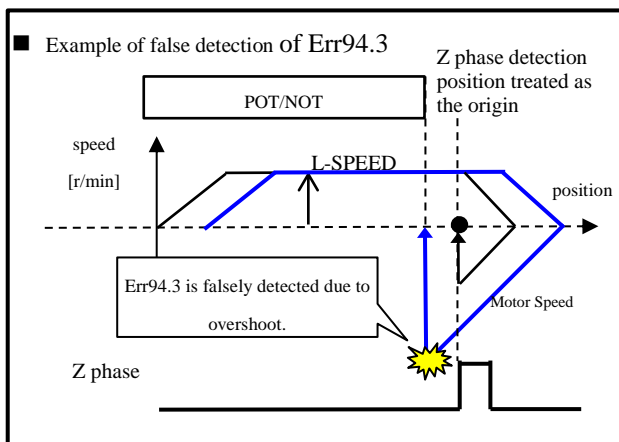 ■ Example of false detection of Err94.3
Z phase detection
position treated as
the origin
POT/NOT
speed
[r/min]
L-SPEED
position
Err94.3 is falsely detected due to
overshoot.
Motor Speed
Z phase